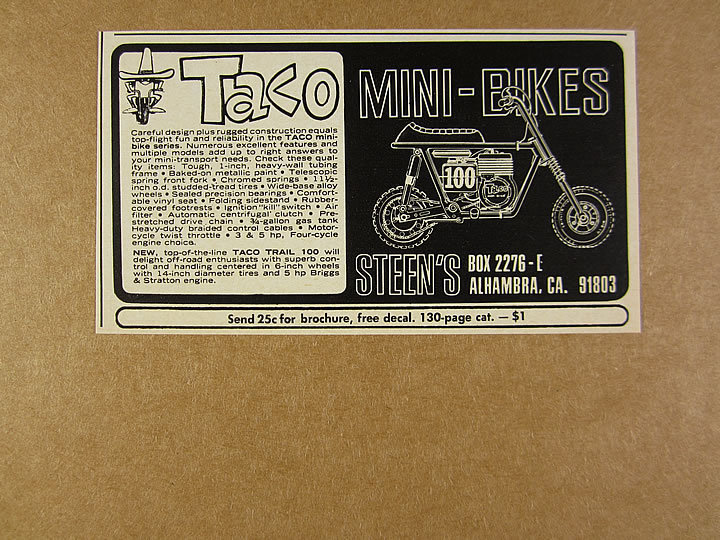 Taco
Careful design plus rugged construction equals
top-flight fun and reliability in the TACO mini-
bike series. Numerous excellent features and
multiple models add up to right answers to
your mini-transport needs. Check these qual-
ity items: Tough, 1-inch, heavy-wall tubing
frame • Baked-on metallic paint • Telescopic
spring front fork • Chromed springs • 11½-
inch o.d. studded-tread tires • Wide-base alloy
wheels • Sealed precision bearings • Comfort-
able vinyl seat • Folding sidestand • Rubber-
covered footrests • Ignition "kill" switch • Air
filter • Automatic centrifugal clutch • Pre-
stretched drive chain • ¾-gallon gas tank
Heavy-duty braided control cables • Motor-
cycle twist throttle • 3 & 5 hp, Four-cycle
engine choice.
NEW, top-of-the-line TACO TRAIL 100 will
delight off-road enthusiasts with superb con-
trol and handling centered in 6-inch wheels
with 14-inch diameter tires and 5 hp Briggs
& Stratton engine.
MINI-BIKES
100
STEEN'S BOX 2276-E
ALHAMBRA, CA. 91803
Send 25c for brochure, free decal. 130-page cat. — $1